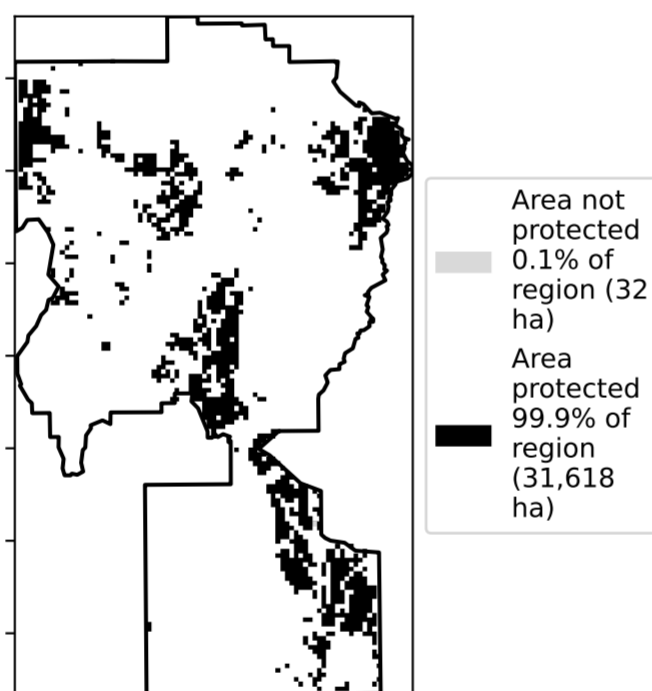 Area not
protected
0.1% of
region (32
ha)
Area
protected
99.9% of
region
(31,618
ha)